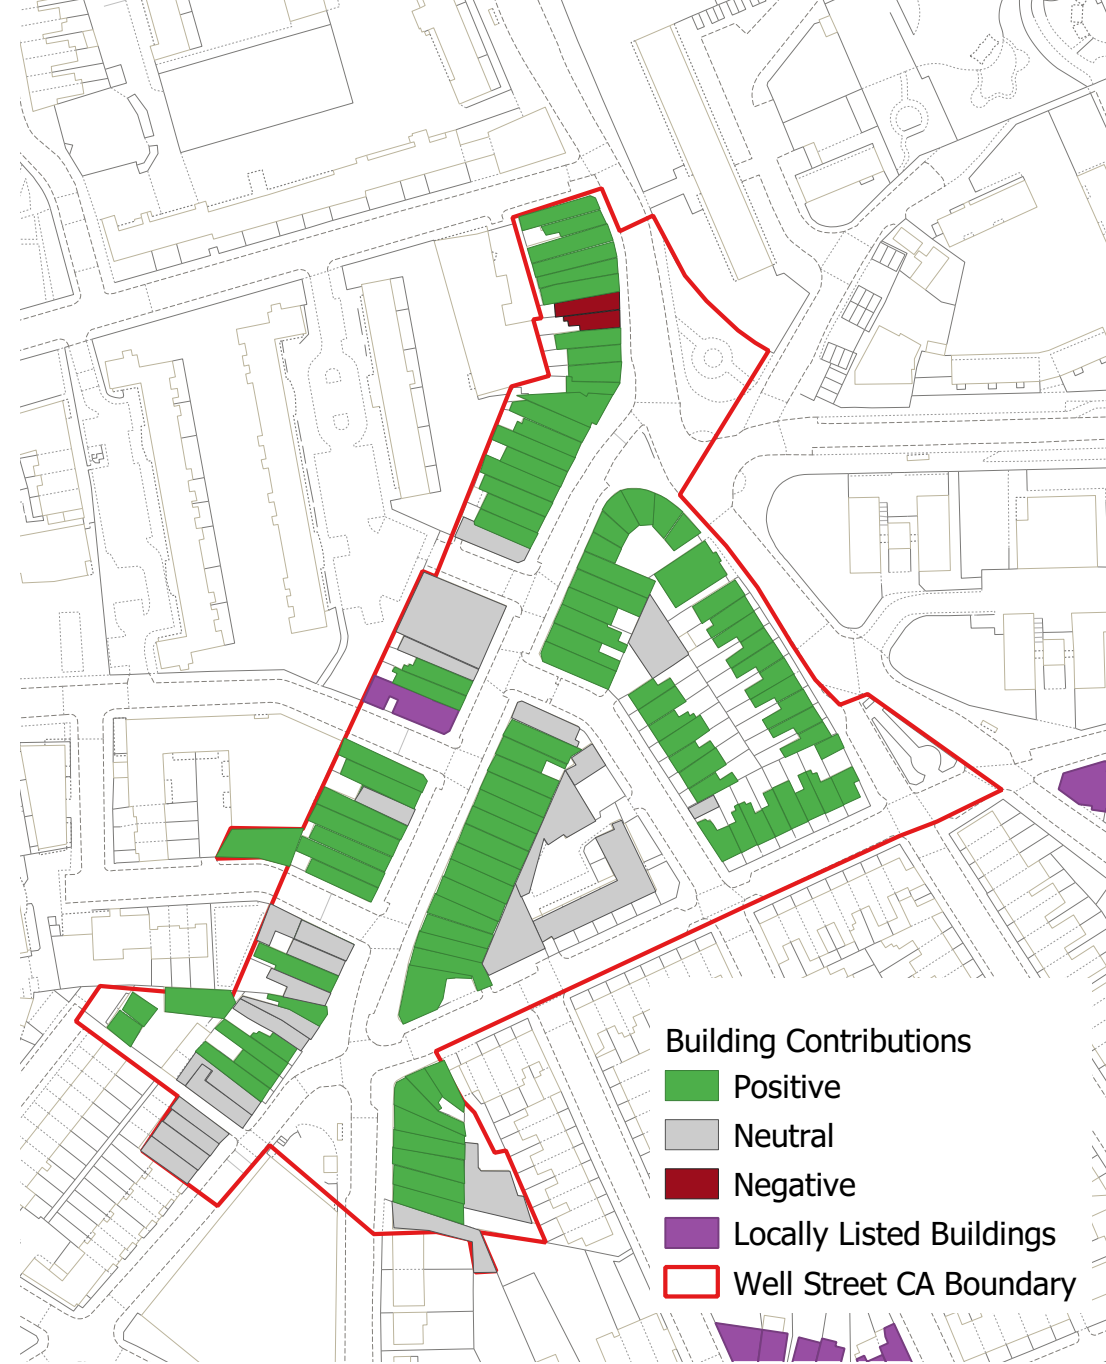 Building Contributions
Positive
Neutral
Negative
Locally Listed Buildings
Well Street CA Boundary